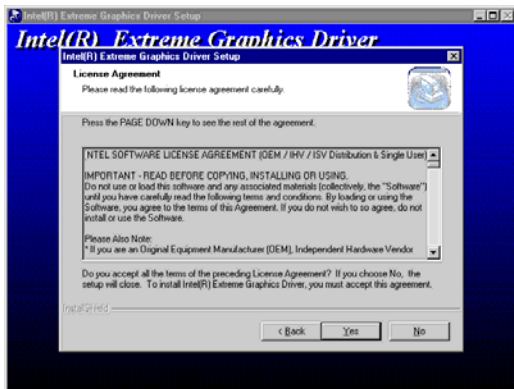 Intel(R) Extreme Graphics Driver Setup
Intel(R) Extreme Graphics Driver
Intel(R) Extreme Graphics Driver Setup
License Agreement
Please read the following license agreement carefully.
Press the PAGE DOWN key to see the rest of the agreement.
NTEL SOFTWARE LICENSE AGREEMENT (OEM / IHV / ISV Distribution & Single User)
IMPORTANT - READ BEFORE COPYING, INSTALLING OR USING.
Do not use or load this software and any associated materials (collectively, the "Software")
until you have carefully read the following terms and conditions. By loading or using the
Software, you agree to the terms of this Agreement. If you do not wish to so agree, do not
install or use the Software.
Please Also Note:
* If you are an Original Equipment Manufacturer (OEM), Independent Hardware Vendor
Do you accept all the terms of the preceding License Agreement? If you choose No, the
setup will close. To install Intel(R) Extreme Graphics Driver, you must accept this agreement.
InstallShield
< Back Yes No